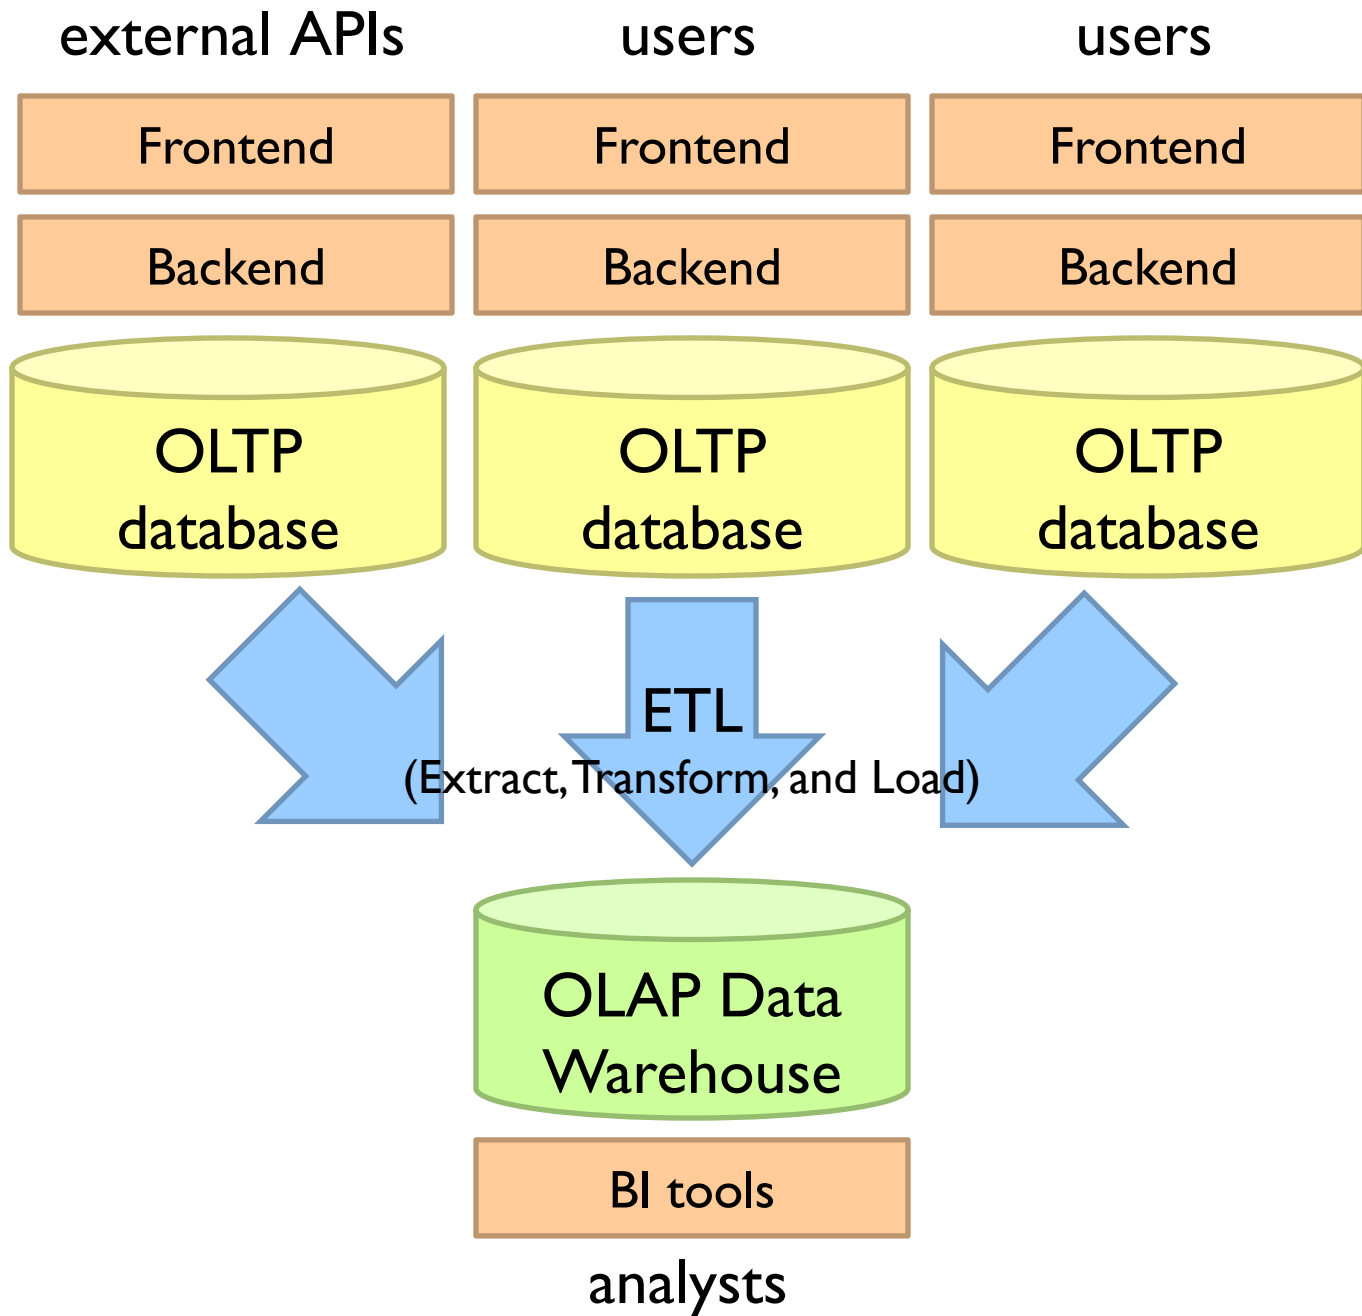 external APIs
users
users
Frontend
Frontend
Frontend
Backend
Backend
Backend
OLTP
database
OLTP
database
OLTP
database
ETL
(Extract, Transform, and Load)
OLAP Data
Warehouse
BI tools
analysts